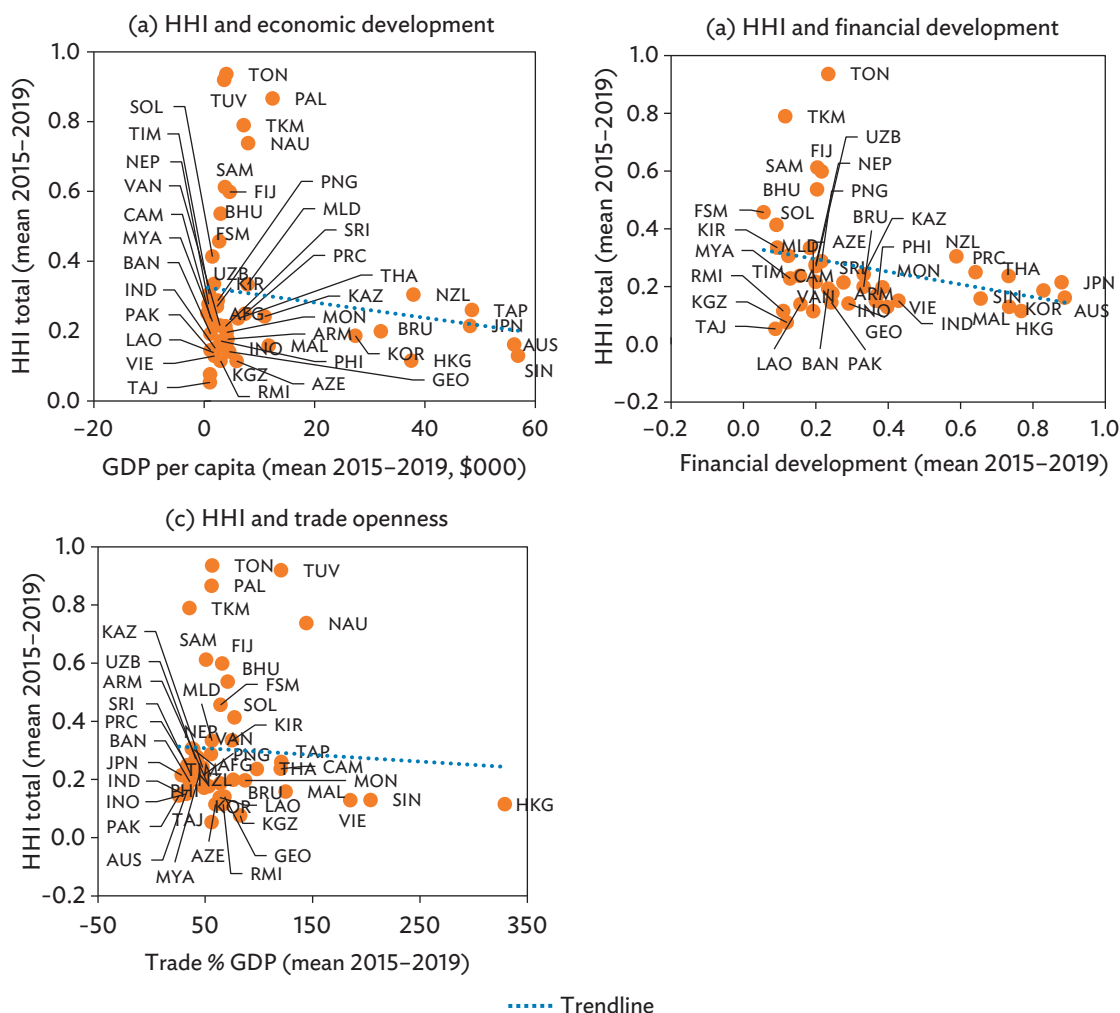 (a) HHI and economic development
HHI total (mean 2015–2019)
1.0
0.8
0.6
0.4
0.2
0.0
–20
0
20
40
60
GDP per capita (mean 2015–2019, $000)
TON
TUV
PAL
SOL
TIM
TKM
NEP
NAU
VAN
SAM
PNG
FIJ
CAM
BHU
MLD
MYA
FSM
SRI
BAN
PRC
UZB
KIR
THA
IND
KAZ
NZL
PAK
AFG
MON
TAP
LAO
ARM
BRU
JPN
VIE
INO
MAL
KOR
AUS
PHI
HKG
SIN
TAJ
KGZ
AZE
GEO
RMI
(a) HHI and financial development
HHI total (mean 2015–2019)
1.0
0.8
0.6
0.4
0.2
0.0
–0.2
0.0
0.2
0.4
0.6
0.8
1.0
Financial development (mean 2015–2019)
TON
TKM
UZB
FIJ
SAM
NEP
BHU
PNG
FSM
SOL
BRU
KAZ
KIR
MLD
AZE
PHI
NZL
MYA
PRC
TIM
CAM
SRI
MON
THA
JPN
RMI
VAN
ARM
SIN
AUS
KGZ
INO
VIE
MAL
KOR
TAJ
GEO
IND
HKG
LAO
BAN
PAK
(c) HHI and trade openness
HHI total (mean 2015–2019)
1.0
0.8
0.6
0.4
0.2
0.0
–0.2
–50
50
150
250
350
Trade % GDP (mean 2015–2019)
TON
TUV
PAL
TKM
NAU
KAZ
SAM
FIJ
UZB
BHU
ARM
MLD
FSM
SRI
SOL
PRC
NEP
VAN
KIR
BAN
PNG
TAP
JPN
AFG
THA
CAM
IND
NZL
MON
PHI
BRU
MAL
INO
KOR
LAO
SIN
HKG
PAK
TAJ
KGZ
VIE
AUS
AZE
GEO
MYA
RMI
Trendline